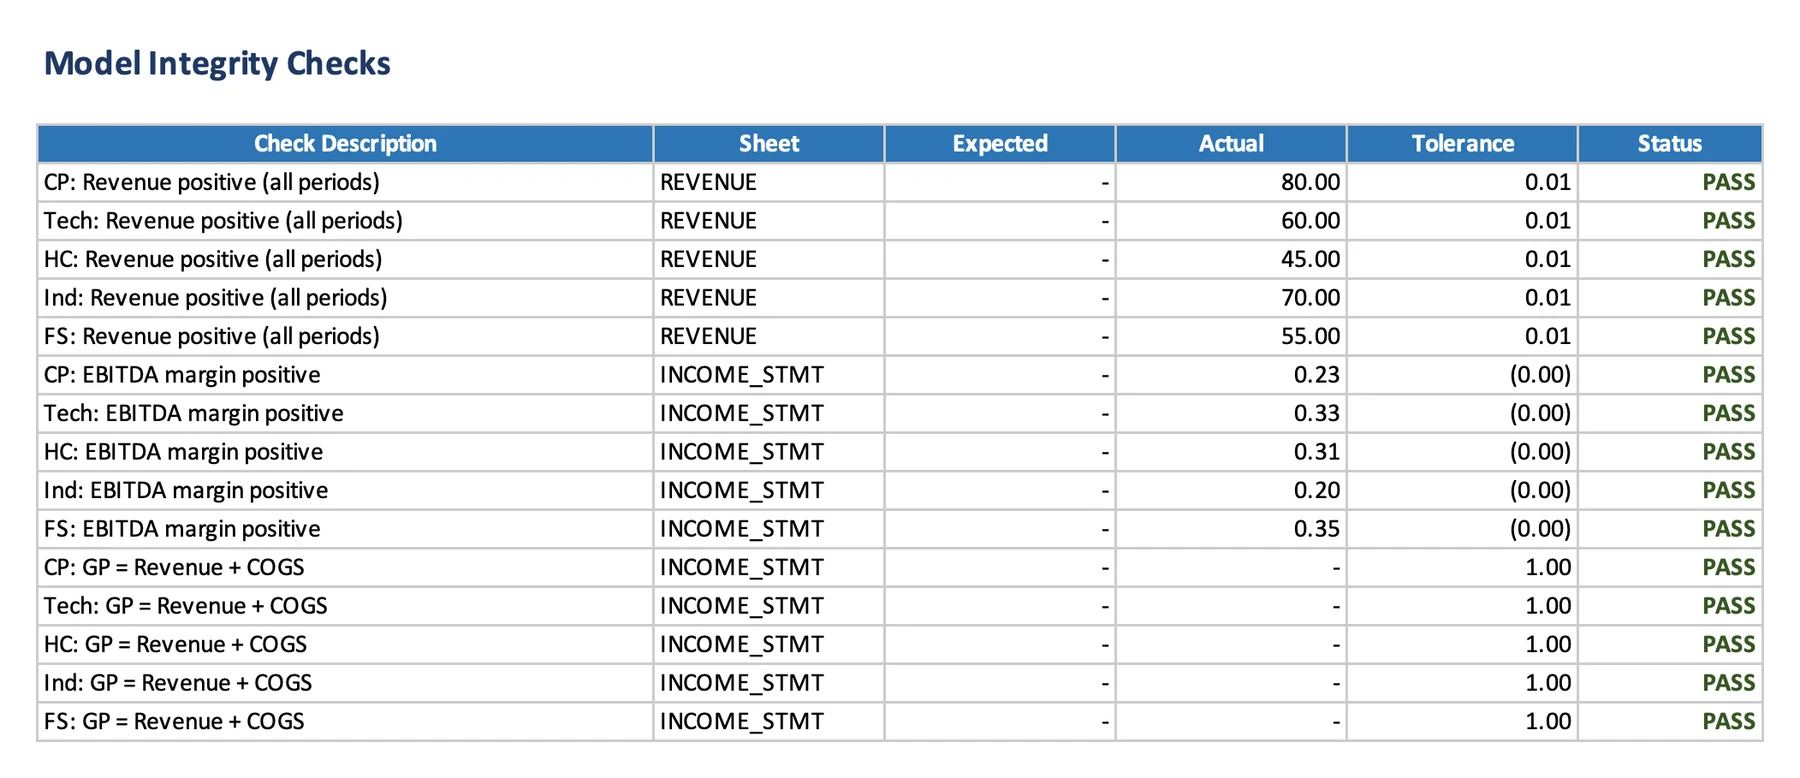 Model Integrity Checks
Check Description Sheet Expected Actual Tolerance Status
CP: Revenue positive (all periods) REVENUE - 80.00 0.01 PASS
Tech: Revenue positive (all periods) REVENUE - 60.00 0.01 PASS
HC: Revenue positive (all periods) REVENUE - 45.00 0.01 PASS
Ind: Revenue positive (all periods) REVENUE - 70.00 0.01 PASS
FS: Revenue positive (all periods) REVENUE - 55.00 0.01 PASS
CP: EBITDA margin positive INCOME_STMT - 0.23 (0.00) PASS
Tech: EBITDA margin positive INCOME_STMT - 0.33 (0.00) PASS
HC: EBITDA margin positive INCOME_STMT - 0.31 (0.00) PASS
Ind: EBITDA margin positive INCOME_STMT - 0.20 (0.00) PASS
FS: EBITDA margin positive INCOME_STMT - 0.35 (0.00) PASS
CP: GP = Revenue + COGS INCOME_STMT - - 1.00 PASS
Tech: GP = Revenue + COGS INCOME_STMT - - 1.00 PASS
HC: GP = Revenue + COGS INCOME_STMT - - 1.00 PASS
Ind: GP = Revenue + COGS INCOME_STMT - - 1.00 PASS
FS: GP = Revenue + COGS INCOME_STMT - - 1.00 PASS